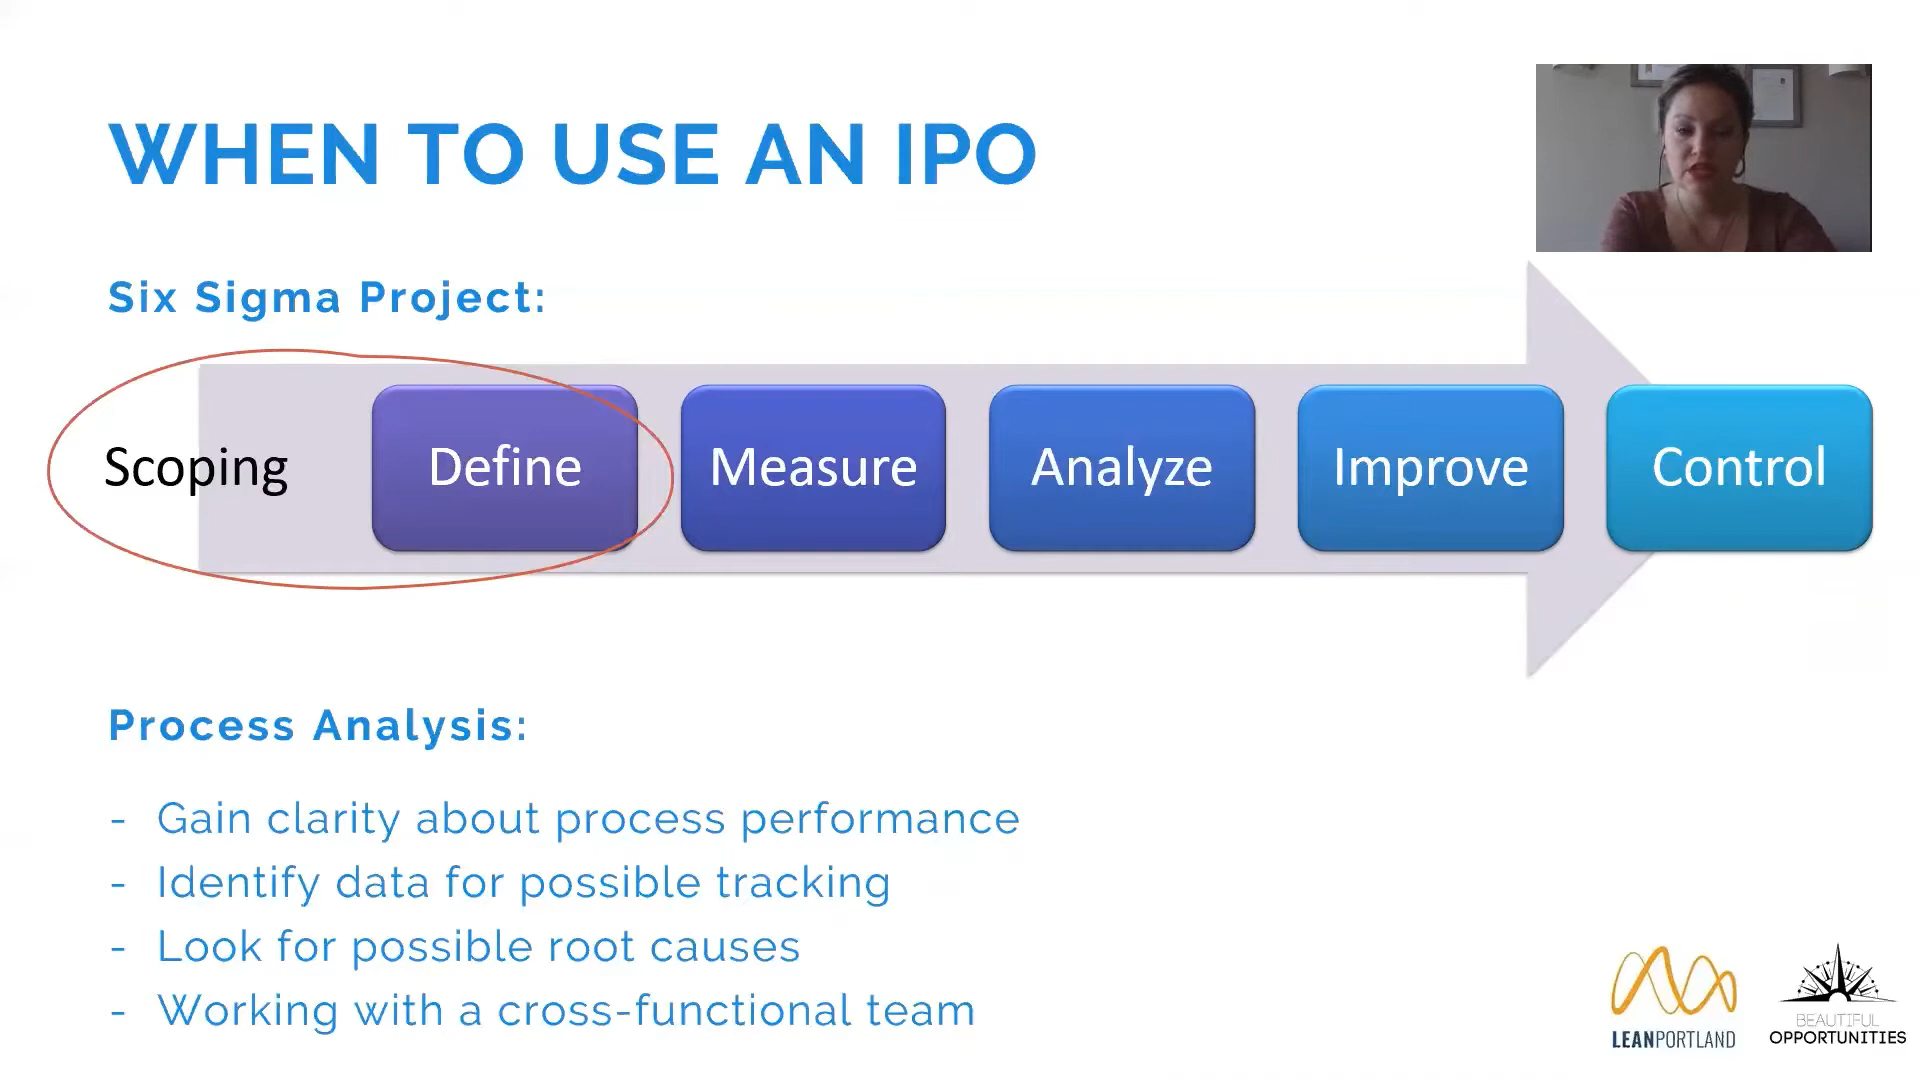 WHEN TO USE AN IPO
Six Sigma Project:
Scoping
Define
Measure
Analyze
Improve
Control
Process Analysis:
- Gain clarity about process performance
- Identify data for possible tracking
- Look for possible root causes
- Working with a cross-functional team
LEANPORTLAND
BEAUTIFUL
OPPORTUNITIES